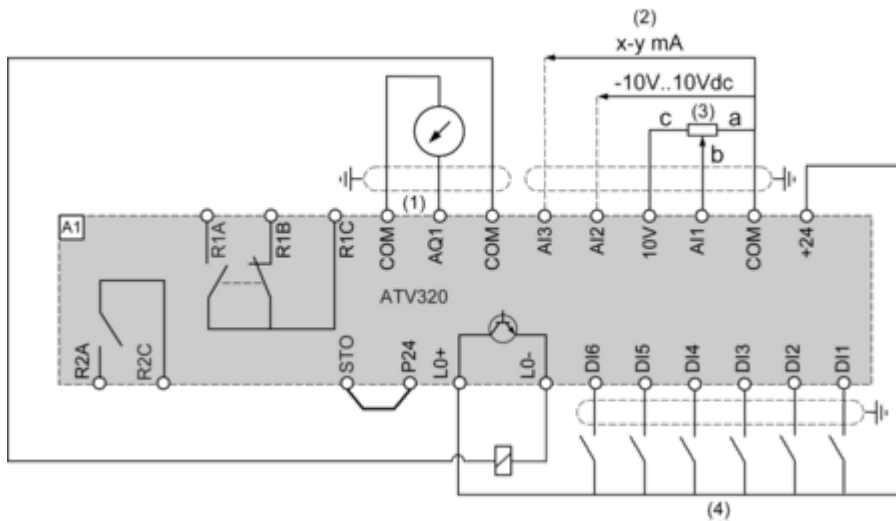 (2)
x-y mA
-10V..10Vdc
(3)
c
a
b
(1)
A1
R1A
R1B
R1C
COM
AQ1
COM
AI3
AI2
10V
AI1
COM
+24
ATV320
R2A
R2C
STO
P24
L0+
L0-
DI6
DI5
DI4
DI3
DI2
DI1
(4)